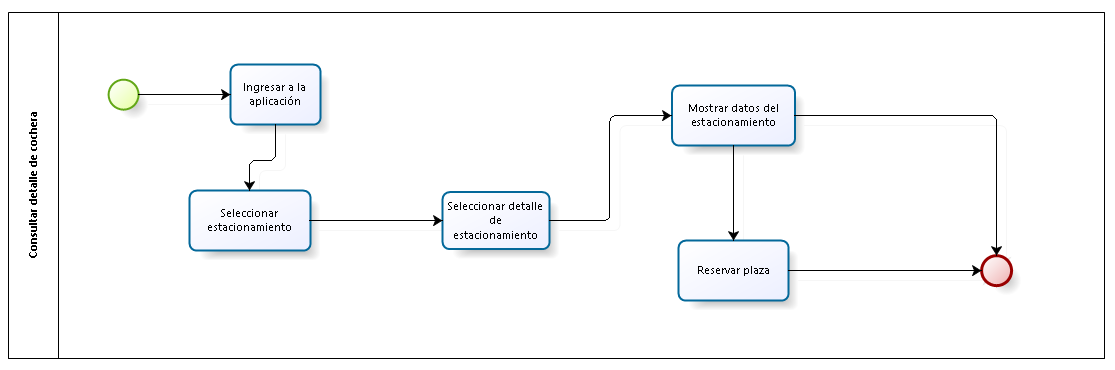 Consultar detalle de cochera
Ingresar a la
aplicación
Seleccionar
estacionamiento
Seleccionar detalle
de
estacionamiento
Mostrar datos del
estacionamiento
Reservar plaza